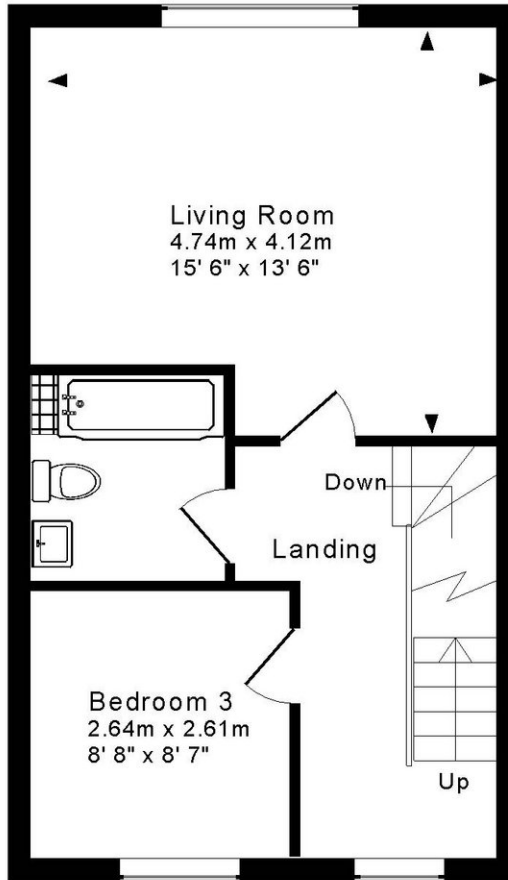 Living Room
4.74m x 4.12m
15' 6" x 13' 6"
Down
Landing
Bedroom 3
2.64m x 2.61m
8' 8" x 8' 7"
Up